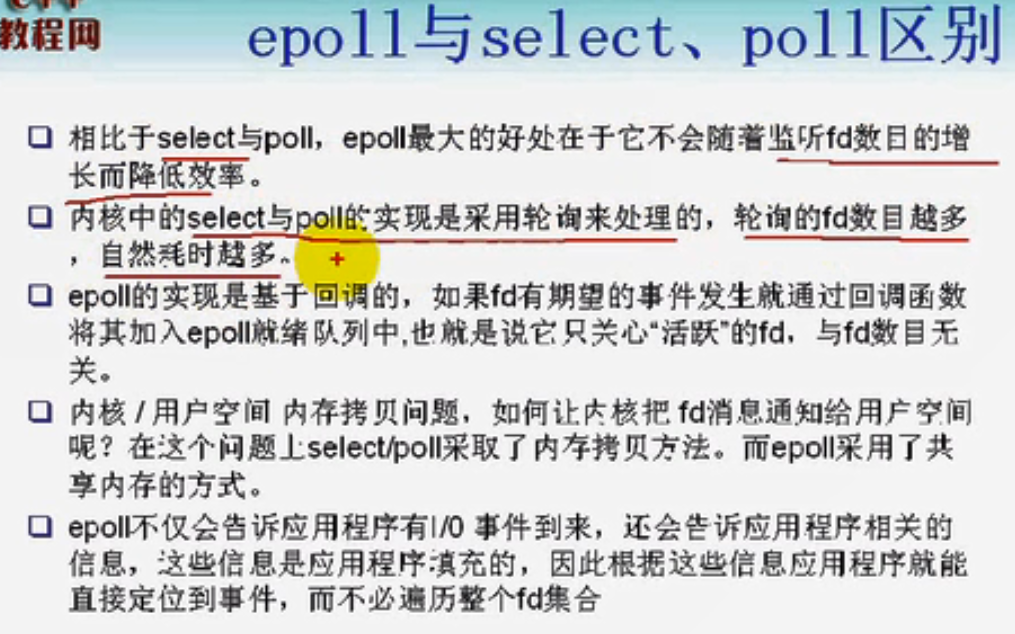 教程网
epoll与select、poll区别
相比于select与poll，epoll最大的好处在于它不会随着监听fd数目的增
长而降低效率。
内核中的select与poll的实现是采用轮询来处理的，轮询的fd数目越多
，自然耗时越多。
epoll的实现是基于回调的，如果fd有期望的事件发生就通过回调函数
将其加入epoll就绪队列中,也就是说它只关心“活跃”的fd，与fd数目无
关。
内核 / 用户空间 内存拷贝问题，如何让内核把 fd消息通知给用户空间
呢？在这个问题上select/poll采取了内存拷贝方法。而epoll采用了共
享内存的方式。
epoll不仅会告诉应用程序有I/0 事件到来，还会告诉应用程序相关的
信息，这些信息是应用程序填充的，因此根据这些信息应用程序就能
直接定位到事件，而不必遍历整个fd集合